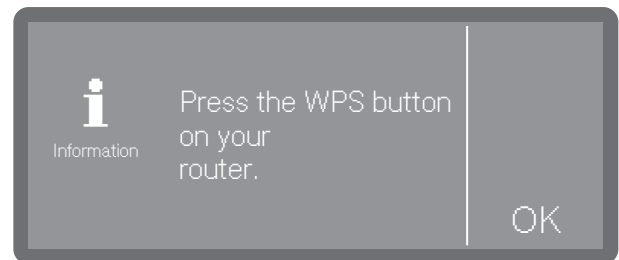 Information
Press the WPS button
on your
router.
OK